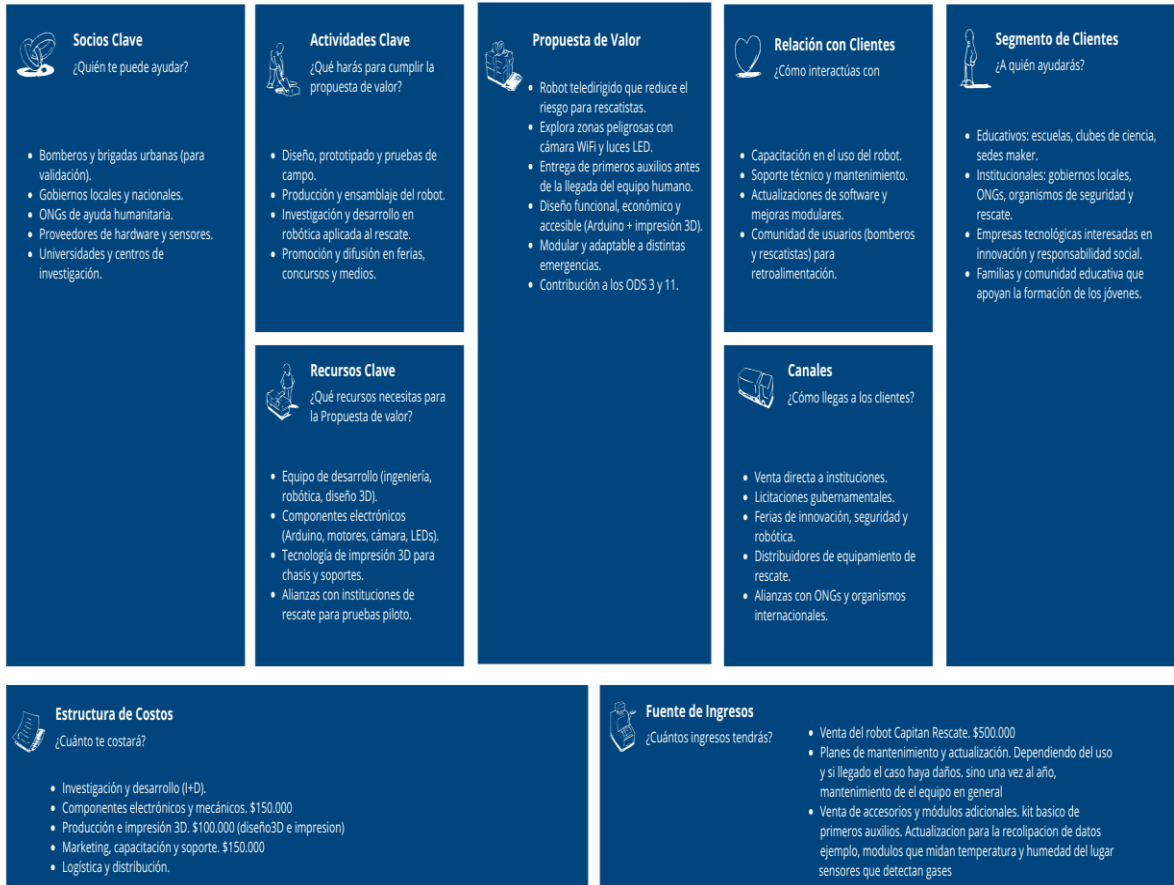 Socios Clave
¿Quién te puede ayudar?
• Bomberos y brigadas urbanas (para
validación).
• Gobiernos locales y nacionales.
• ONGs de ayuda humanitaria.
• Proveedores de hardware y sensores.
• Universidades y centros de
investigación.
Actividades Clave
¿Qué harás para cumplir la
propuesta de valor?
• Diseño, prototipado y pruebas de
campo.
• Producción y ensamblaje del robot.
• Investigación y desarrollo en
robótica aplicada al rescate.
• Promoción y difusión en ferias,
concursos y medios.
Recursos Clave
¿Qué recursos necesitas para
la Propuesta de valor?
• Equipo de desarrollo (ingeniería,
robótica, diseño 3D).
• Componentes electrónicos
(Arduino, motores, cámara, LEDs).
• Tecnología de impresión 3D para
chasis y soportes.
• Alianzas con instituciones de
rescate para pruebas piloto.
Propuesta de Valor
• Robot teledirigido que reduce el
riesgo para rescatistas.
• Explora zonas peligrosas con
cámara WiFi y luces LED.
• Entrega de primeros auxilios antes
de la llegada del equipo humano.
• Diseño funcional, económico y
accesible (Arduino + impresión 3D).
• Modular y adaptable a distintas
emergencias.
• Contribución a los ODS 3 y 11.
Relación con Clientes
¿Cómo interactúas con
• Capacitación en el uso del robot.
• Soporte técnico y mantenimiento.
• Actualizaciones de software y
mejoras modulares.
• Comunidad de usuarios (bomberos
y rescatistas) para
retroalimentación.
Canales
¿Cómo llegas a los clientes?
• Venta directa a instituciones.
• Licitaciones gubernamentales.
• Ferias de innovación, seguridad y
robótica.
• Distribuidores de equipamiento de
rescate.
• Alianzas con ONGs y organismos
internacionales.
Segmento de Clientes
¿A quién ayudarás?
• Educativos: escuelas, clubes de ciencia,
sedes maker.
• Institucionales: gobiernos locales,
ONGs, organismos de seguridad y
rescate.
• Empresas tecnológicas interesadas en
innovación y responsabilidad social.
• Familias y comunidad educativa que
apoyan la formación de los jóvenes.
Estructura de Costos
¿Cuánto te costará?
• Investigación y desarrollo (I+D).
• Componentes electrónicos y mecánicos. $150.000
• Producción e impresión 3D. $100.000 (diseño3D e impresion)
• Marketing, capacitación y soporte. $150.000
• Logística y distribución.
Fuente de Ingresos
¿Cuántos ingresos tendrás?
• Venta del robot Capitan Rescate. $500.000
• Planes de mantenimiento y actualización. Dependiendo del uso
y si llegado el caso haya daños. sino una vez al año,
mantenimiento de el equipo en general
• Venta de accesorios y módulos adicionales. kit basico de
primeros auxilios. Actualizacion para la recolipacion de datos
ejemplo, modulos que midan temperatura y humedad del lugar
sensores que detectan gases